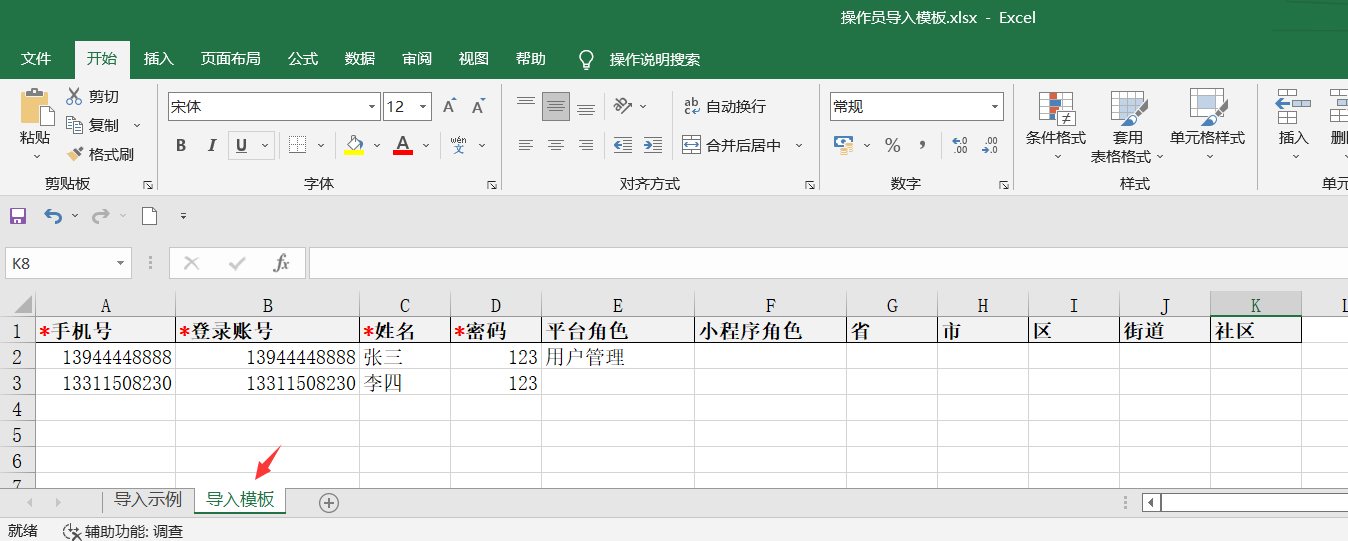 操作员导入模板.xlsx - Excel
文件 开始 插入 页面布局 公式 数据 审阅 视图 帮助 操作说明搜索
粘贴 剪切 复制 格式刷 剪贴板
宋体 12 A A
B I U A wén 文 字体
ab c 自动换行
合并后居中 对齐方式
常规
% , .00 .00 数字
条件格式 套用 表格格式 单元格样式 样式
插入
K8 fx
A B C D E F G H I J K
1 *手机号 *登录账号 *姓名 *密码 平台角色 小程序角色 省 市 区 街道 社区
2 13944448888 13944448888 张三 123 用户管理
3 13311508230 13311508230 李四 123
4
5
6
7
导入示例 导入模板
就绪 辅助功能: 调查